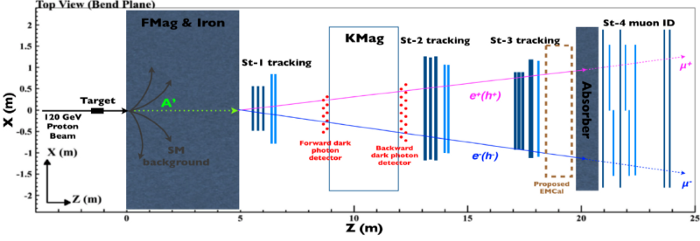 Top View (Bend Plane)
FMag & Iron
KMag
St-1 tracking
St-2 tracking
St-3 tracking
St-4 muon ID
Target
A'
120 GeV
Proton
Beam
SM
background
Forward dark
photon
detector
Backward
dark photon
detector
e⁺(h⁺)
e⁻(h⁻)
Proposed
EMCal
Absorber
μ⁺
μ⁻
X (m)
Z (m)
X (m)
2
1.5
1
0.5
0
-0.5
-1
-1.5
-2
0
5
10
15
20
25
Z (m)